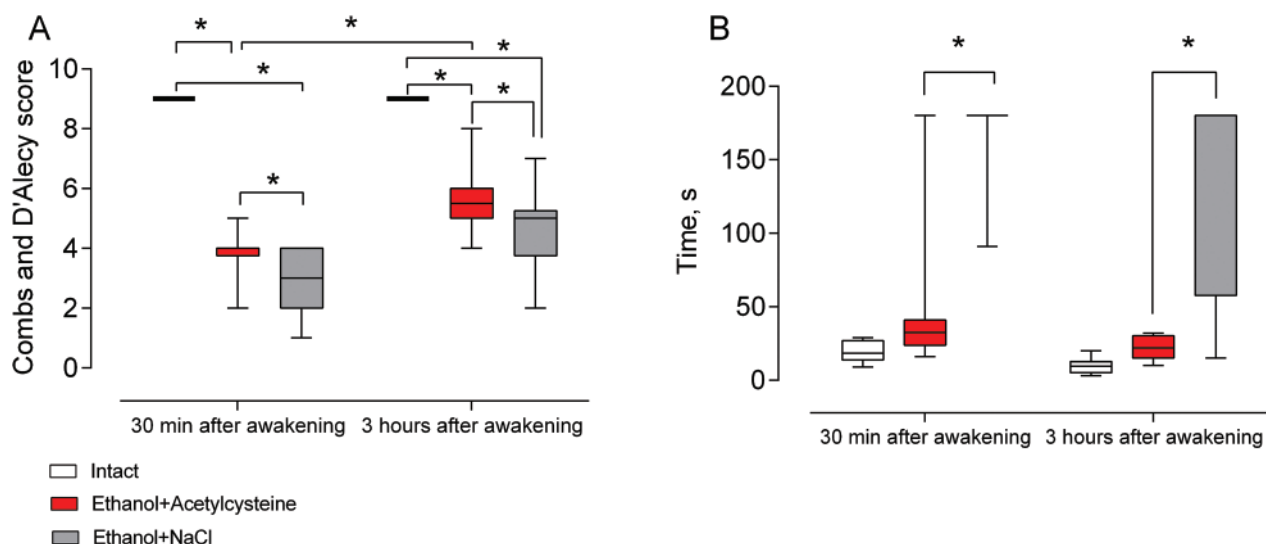 A
*
*
*
*
*
*
*
Combs and D'Alecy score
10
8
6
4
2
0
30 min after awakening
3 hours after awakening
Intact
Ethanol+Acetylcysteine
Ethanol+NaCl
B
*
*
Time, s
200
150
100
50
0
30 min after awakening
3 hours after awakening